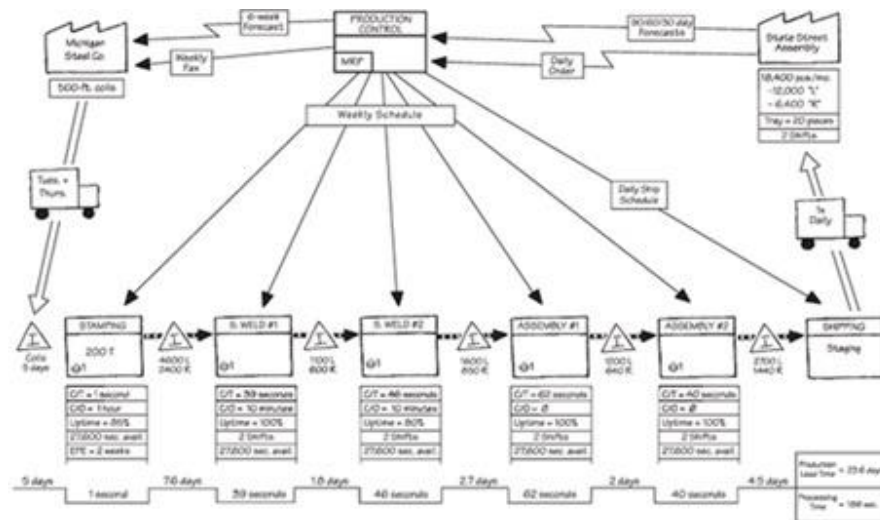 Michigan
Steel Co
500-ft. coils
6-week
Forecast
Weekly
Fax
PRODUCTION
CONTROL
MRP
90/60/30 day
Forecasts
Daily
Order
State Street
Assembly
18,400 pcs/mo.
-12,000 "L"
- 6,400 "R"
Tray = 20 pieces
2 Shifts
Weekly Schedule
Tues. +
Thurs.
Daily Ship
Schedule
1x
Daily
I
Coils
5 days
STAMPING
200 T
1
I
4600 L
2400 R
S. WELD #1
1
I
1100 L
600 R
S. WELD #2
1
I
1600 L
850 R
ASSEMBLY #1
1
I
1200 L
640 R
ASSEMBLY #2
1
I
2700 L
1440 R
SHIPPING
Staging
C/T = 1 second
C/O = 1 hour
Uptime = 85%
27,600 sec. avail.
EPE = 2 weeks
C/T = 39 seconds
C/O = 10 minutes
Uptime = 100%
2 Shifts
27,600 sec. avail.
C/T = 46 seconds
C/O = 10 minutes
Uptime = 80%
2 Shifts
27,600 sec. avail.
C/T = 62 seconds
C/O = 0
Uptime = 100%
2 Shifts
27,600 sec. avail.
C/T = 40 seconds
C/O = 0
Uptime = 100%
2 Shifts
27,600 sec. avail.
5 days
1 second
7.6 days
39 seconds
1.8 days
46 seconds
2.7 days
62 seconds
2 days
40 seconds
4.5 days
Production
Lead Time = 23.6 days
Processing
Time = 188 sec.